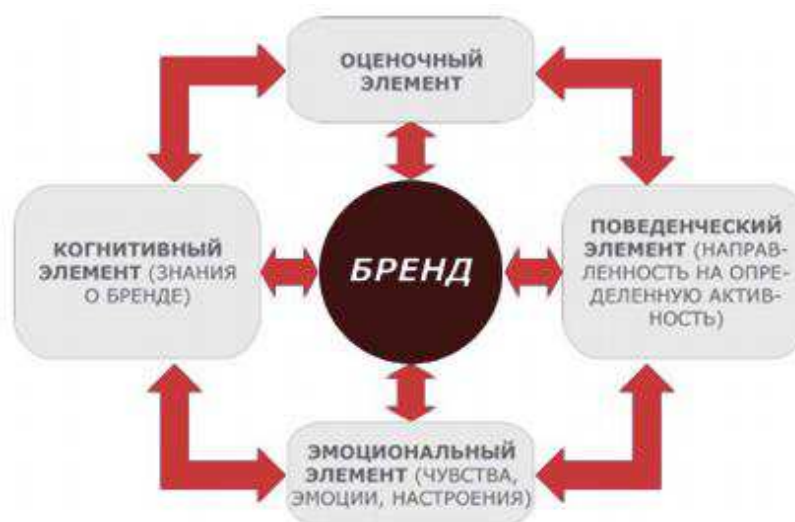 ОЦЕНОЧНЫЙ
ЭЛЕМЕНТ
КОГНИТИВНЫЙ
ЭЛЕМЕНТ (ЗНАНИЯ
О БРЕНДЕ)
БРЕНД
ПОВЕДЕНЧЕСКИЙ
ЭЛЕМЕНТ (НАПРАВ-
ЛЕННОСТЬ НА ОПРЕ-
ДЕЛЕННУЮ АКТИВ-
НОСТЬ)
ЭМОЦИОНАЛЬНЫЙ
ЭЛЕМЕНТ (ЧУВСТВА,
ЭМОЦИИ, НАСТРОЕНИЯ)